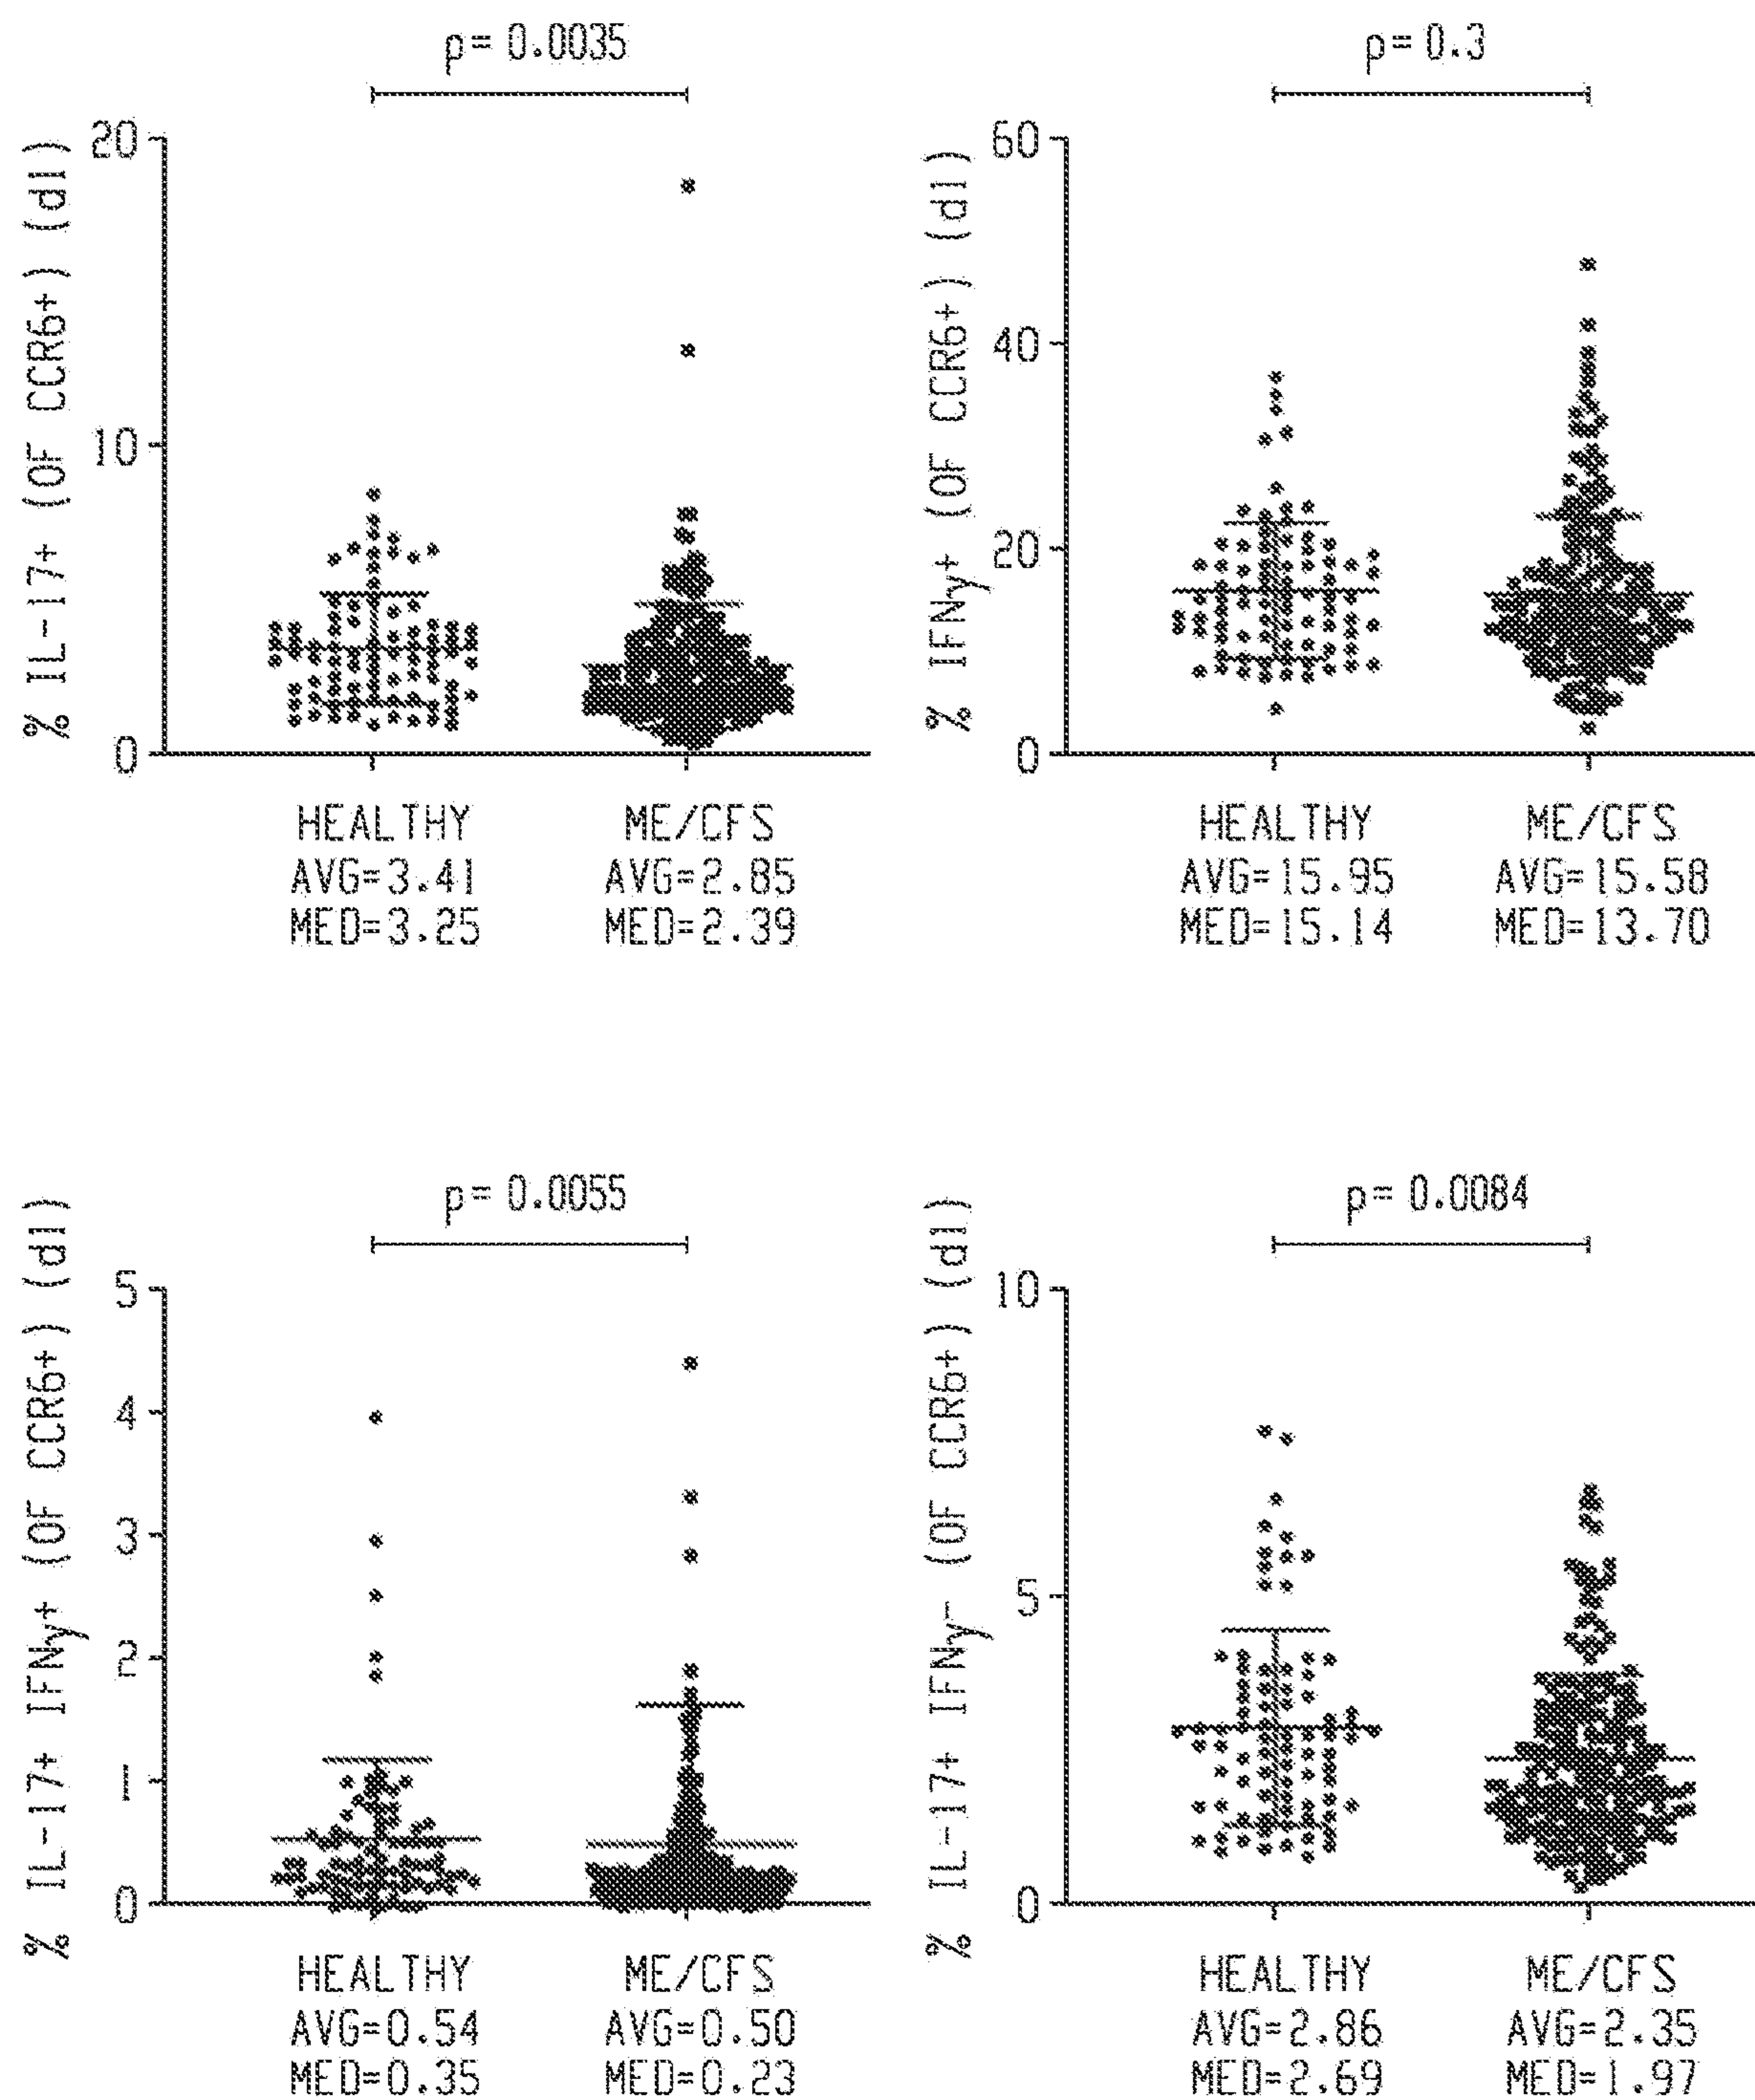 p= 0.0035
% IL-17+ (OF CCR6+) (d1)
20
10
0
HEALTHY
AVG=3.41
MED=3.25
ME/CFS
AVG=2.85
MED=2.39
p= 0.3
% IFNγ+ (OF CCR6+) (d1)
60
40
20
0
HEALTHY
AVG=15.95
MED=15.14
ME/CFS
AVG=15.58
MED=13.70
p= 0.0055
% IL-17+ IFNγ+ (OF CCR6+) (d1)
5
4
3
2
1
0
HEALTHY
AVG=0.54
MED=0.35
ME/CFS
AVG=0.50
MED=0.23
p= 0.0084
% IL-17+ IFNγ- (OF CCR6+) (d1)
10
5
0
HEALTHY
AVG=2.86
MED=2.69
ME/CFS
AVG=2.35
MED=1.97